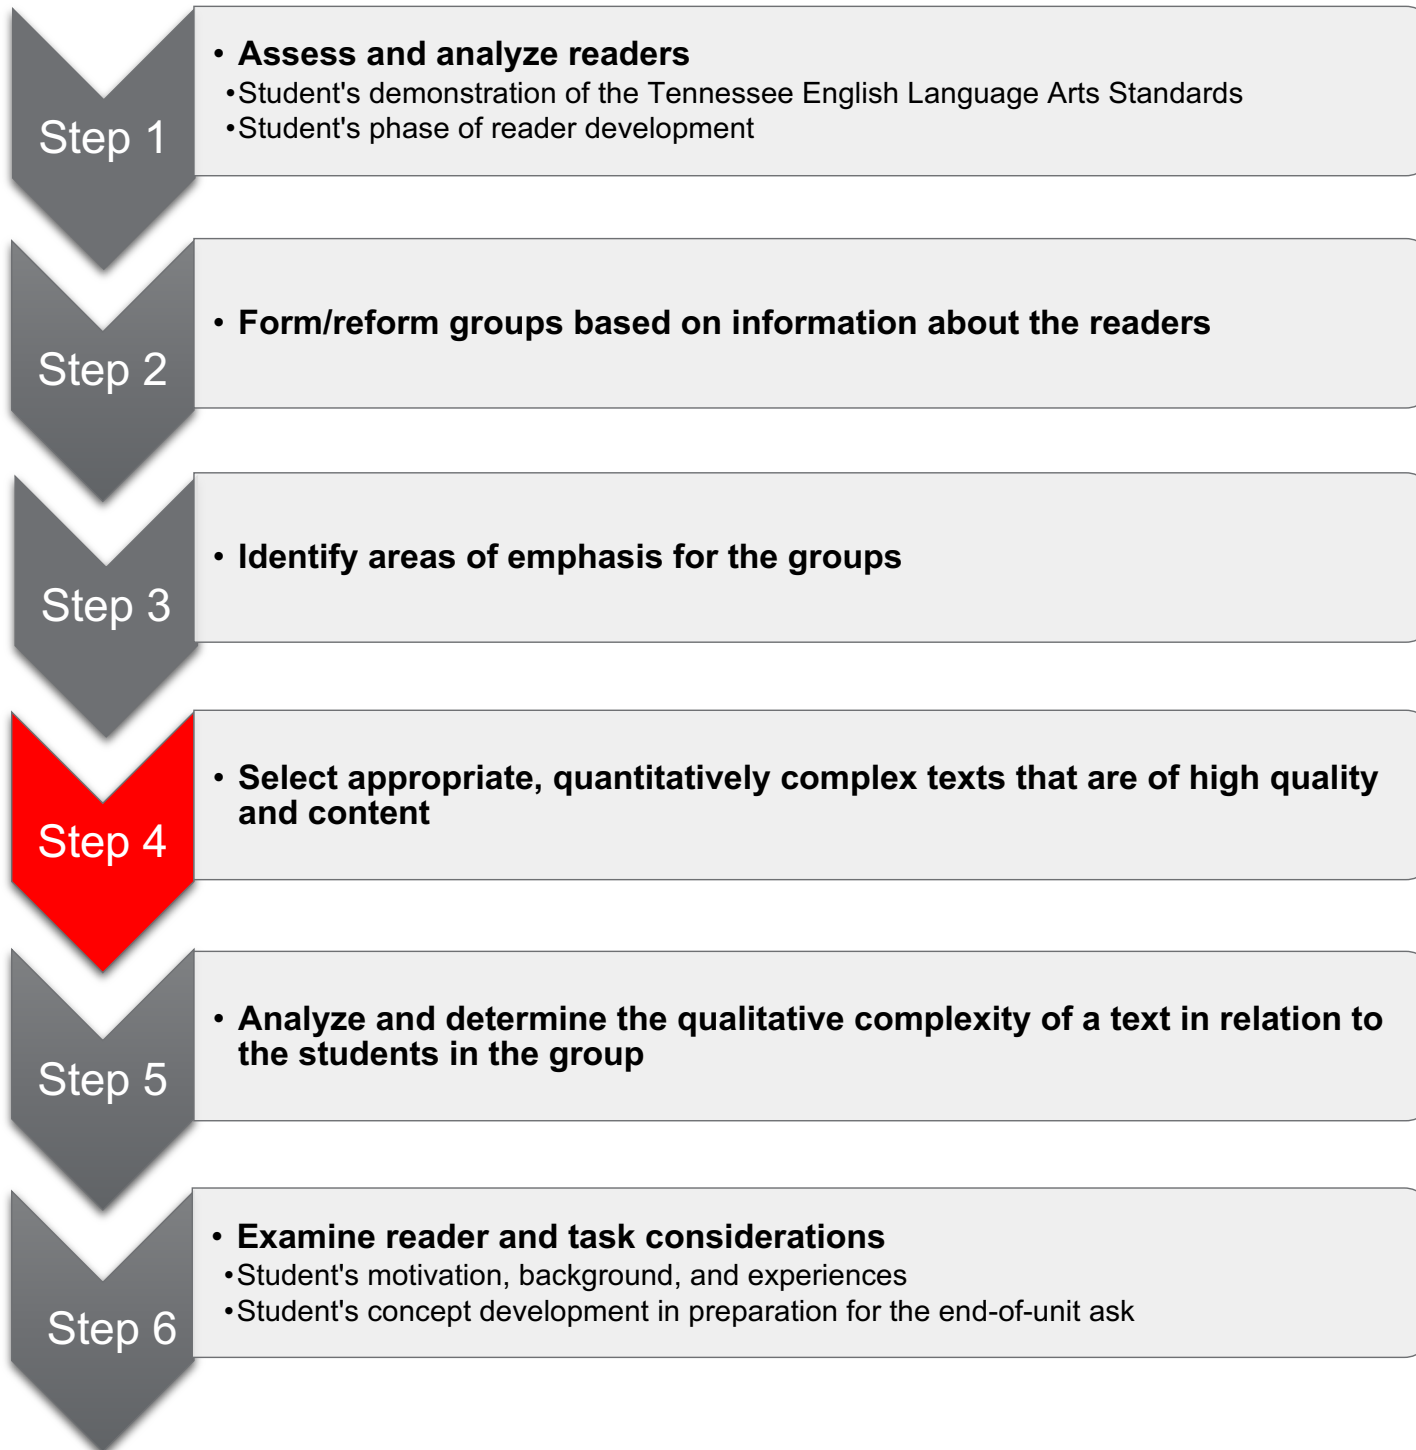 Step 1
• Assess and analyze readers
•Student's demonstration of the Tennessee English Language Arts Standards
•Student's phase of reader development
Step 2
• Form/reform groups based on information about the readers
Step 3
• Identify areas of emphasis for the groups
Step 4
• Select appropriate, quantitatively complex texts that are of high quality
and content
Step 5
• Analyze and determine the qualitative complexity of a text in relation to
the students in the group
Step 6
• Examine reader and task considerations
•Student's motivation, background, and experiences
•Student's concept development in preparation for the end-of-unit ask